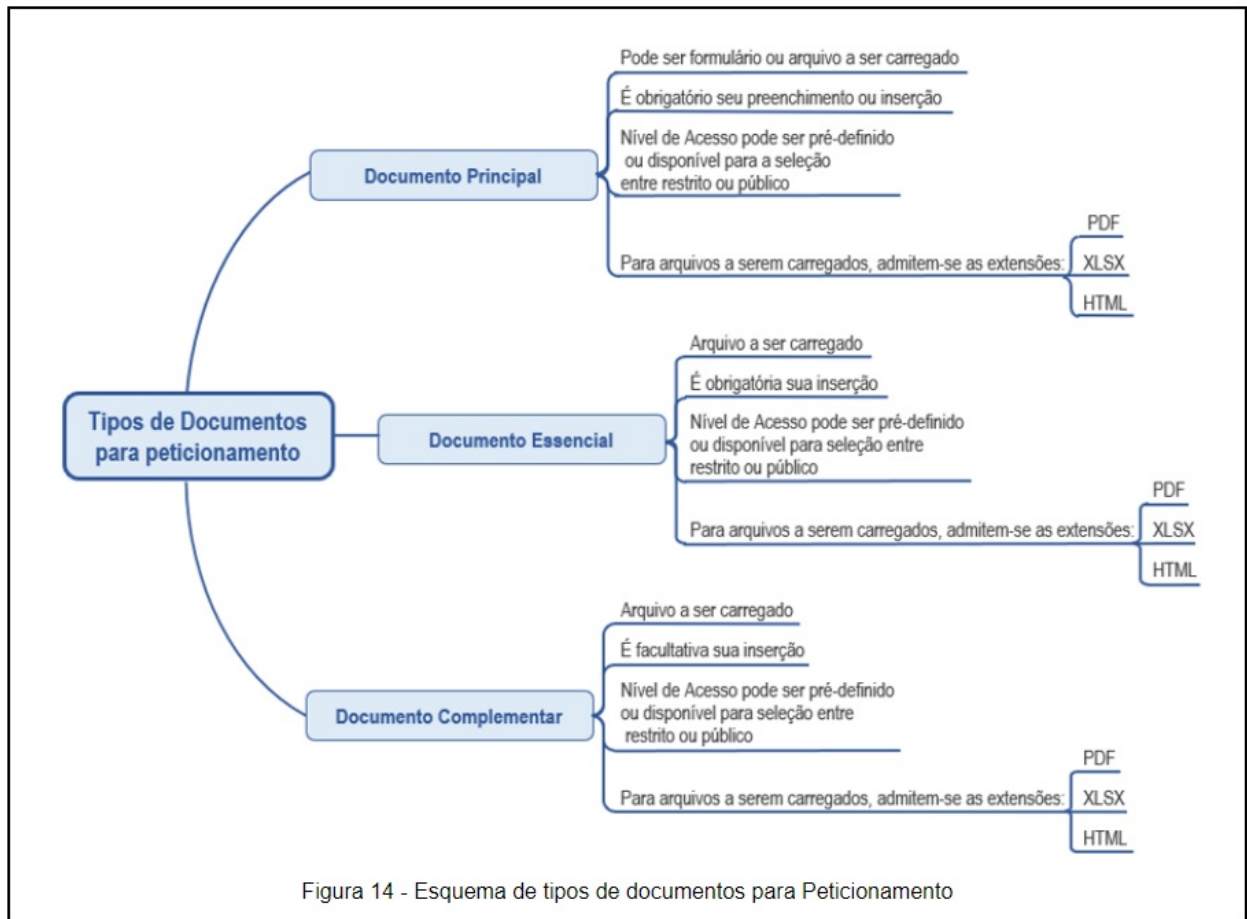 Tipos de Documentos
para peticionamento
Documento Principal
Pode ser formulário ou arquivo a ser carregado
É obrigatório seu preenchimento ou inserção
Nível de Acesso pode ser pré-definido
ou disponível para a seleção
entre restrito ou público
Para arquivos a serem carregados, admitem-se as extensões:
PDF
XLSX
HTML
Documento Essencial
Arquivo a ser carregado
É obrigatória sua inserção
Nível de Acesso pode ser pré-definido
ou disponível para seleção entre
restrito ou público
Para arquivos a serem carregados, admitem-se as extensões:
PDF
XLSX
HTML
Documento Complementar
Arquivo a ser carregado
É facultativa sua inserção
Nível de Acesso pode ser pré-definido
ou disponível para seleção entre
restrito ou público
Para arquivos a serem carregados, admitem-se as extensões:
PDF
XLSX
HTML
Figura 14 - Esquema de tipos de documentos para Peticionamento